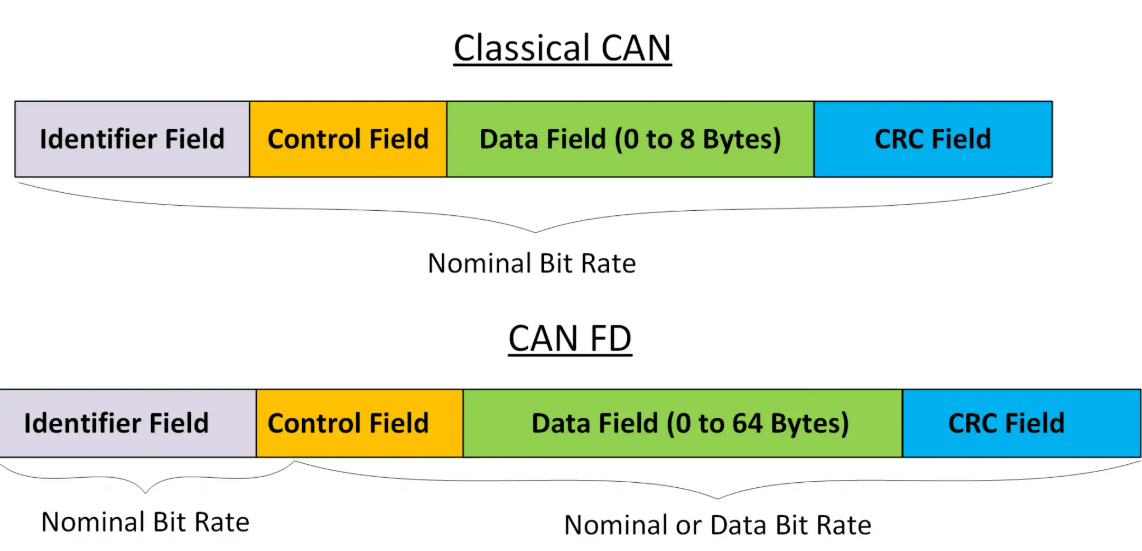 Classical CAN
Identifier Field
Control Field
Data Field (0 to 8 Bytes)
CRC Field
Nominal Bit Rate
CAN FD
Identifier Field
Control Field
Data Field (0 to 64 Bytes)
CRC Field
Nominal Bit Rate
Nominal or Data Bit Rate